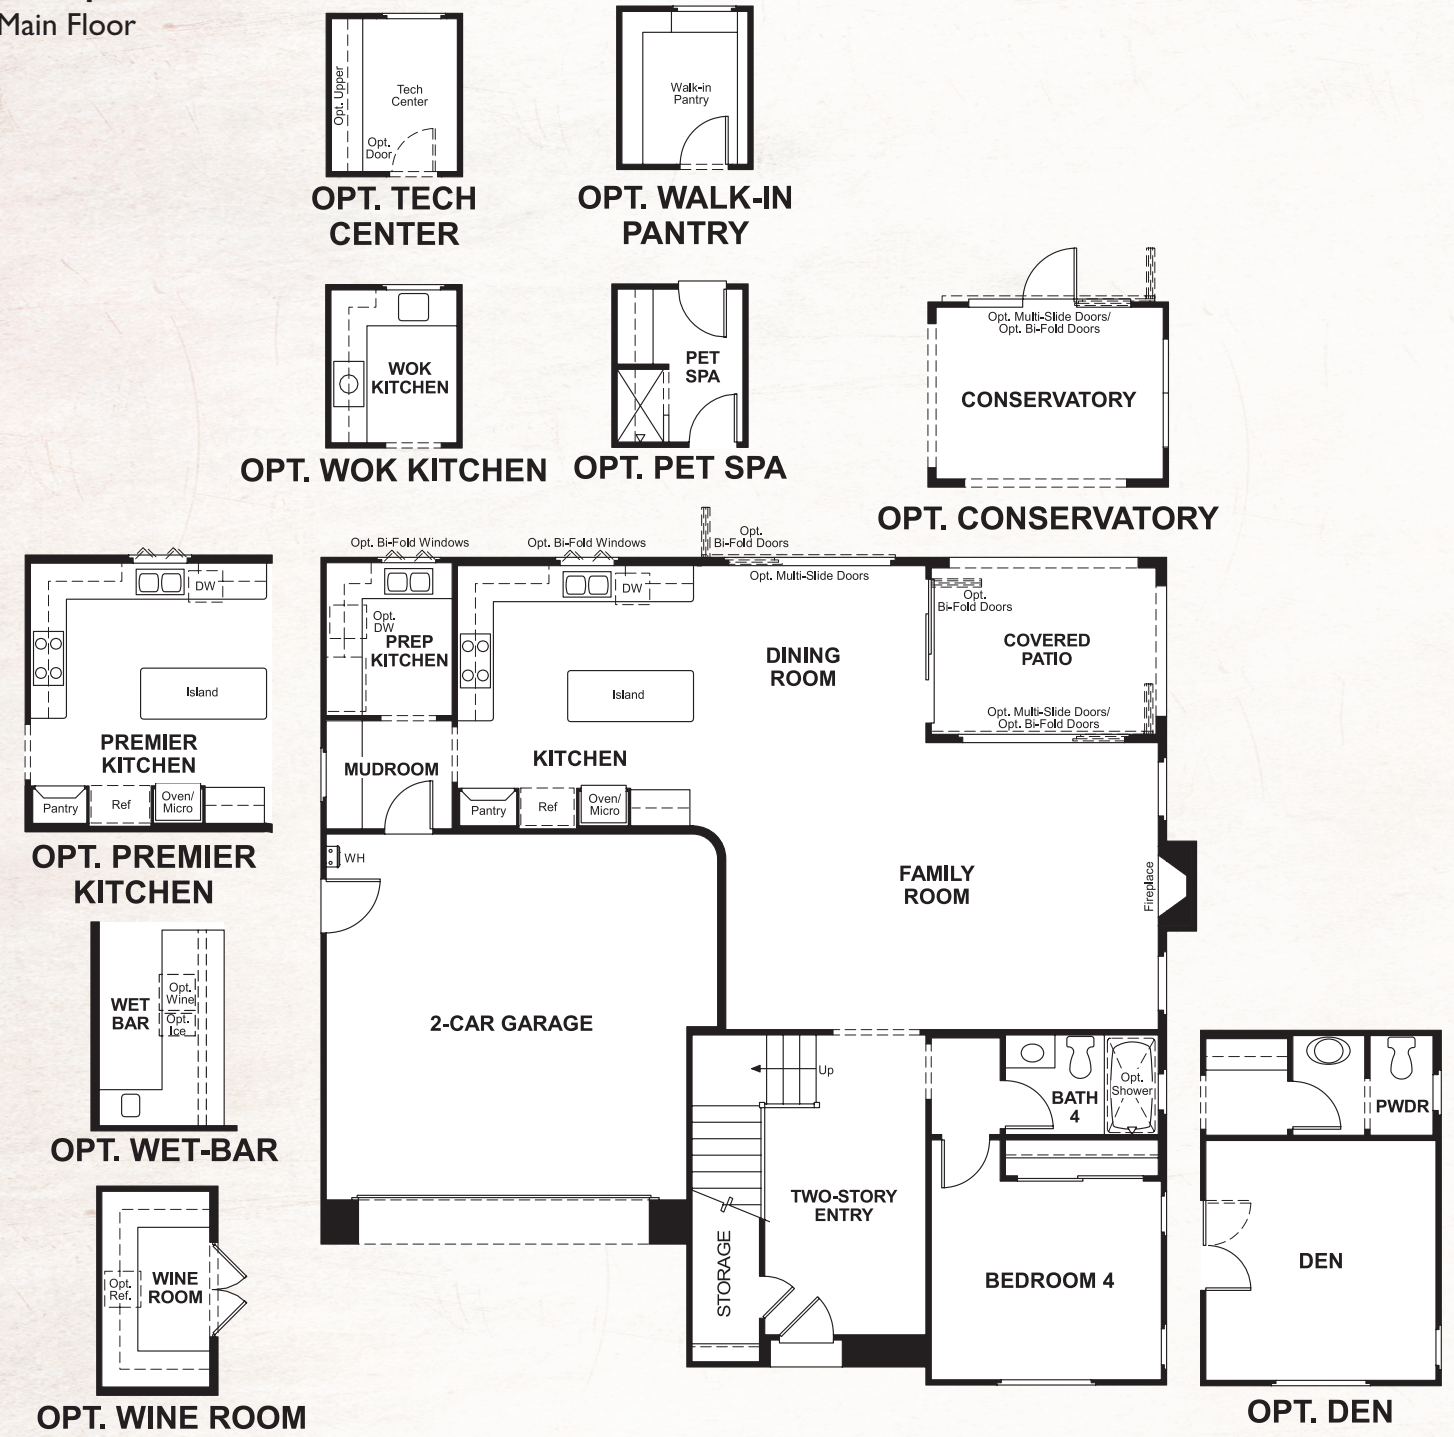 Main Floor
Opt. Upper
Tech
Center
Opt.
Door
OPT. TECH
CENTER
Walk-in
Pantry
OPT. WALK-IN
PANTRY
WOK
KITCHEN
OPT. WOK KITCHEN
PET
SPA
OPT. PET SPA
Opt. Multi-Slide Doors/
Opt. Bi-Fold Doors
CONSERVATORY
OPT. CONSERVATORY
DW
Island
PREMIER
KITCHEN
Pantry
Ref
Oven/
Micro
OPT. PREMIER
KITCHEN
Opt. Bi-Fold Windows
Opt. Bi-Fold Windows
Opt.
Bi-Fold Doors
Opt. Multi-Slide Doors
Opt.
DW
PREP
KITCHEN
DW
Island
DINING
ROOM
Opt.
Bi-Fold Doors
COVERED
PATIO
Opt. Multi-Slide Doors/
Opt. Bi-Fold Doors
MUDROOM
KITCHEN
Pantry
Ref
Oven/
Micro
WH
FAMILY
ROOM
Fireplace
2-CAR GARAGE
WET
BAR
Opt.
Wine
Opt.
Ice
OPT. WET-BAR
Up
BATH
4
Opt.
Shower
TWO-STORY
ENTRY
STORAGE
BEDROOM 4
PWDR
DEN
OPT. DEN
Opt.
Ref.
WINE
ROOM
OPT. WINE ROOM